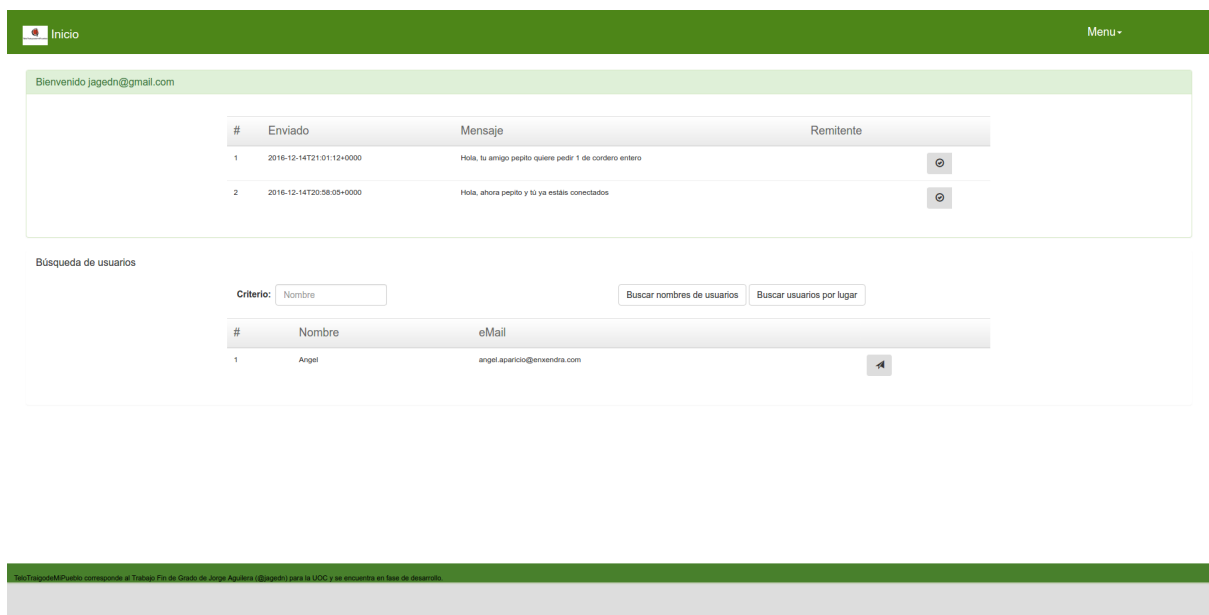 Inicio
Menu
Bienvenido jagedn@gmail.com
# Enviado Mensaje Remitente
1 2016-12-14T21:01:12+0000 Hola, tu amigo pepito quiere pedir 1 de cordero entero
2 2016-12-14T20:58:05+0000 Hola, ahora pepito y tú ya estáis conectados
Búsqueda de usuarios
Criterio: Nombre Buscar nombres de usuarios Buscar usuarios por lugar
# Nombre eMail
1 Angel angel.aparicio@enxendra.com
TeloTraigodeMiPueblo corresponde al Trabajo Fin de Grado de Jorge Aguilera (@jagedn) para la UOC y se encuentra en fase de desarrollo.